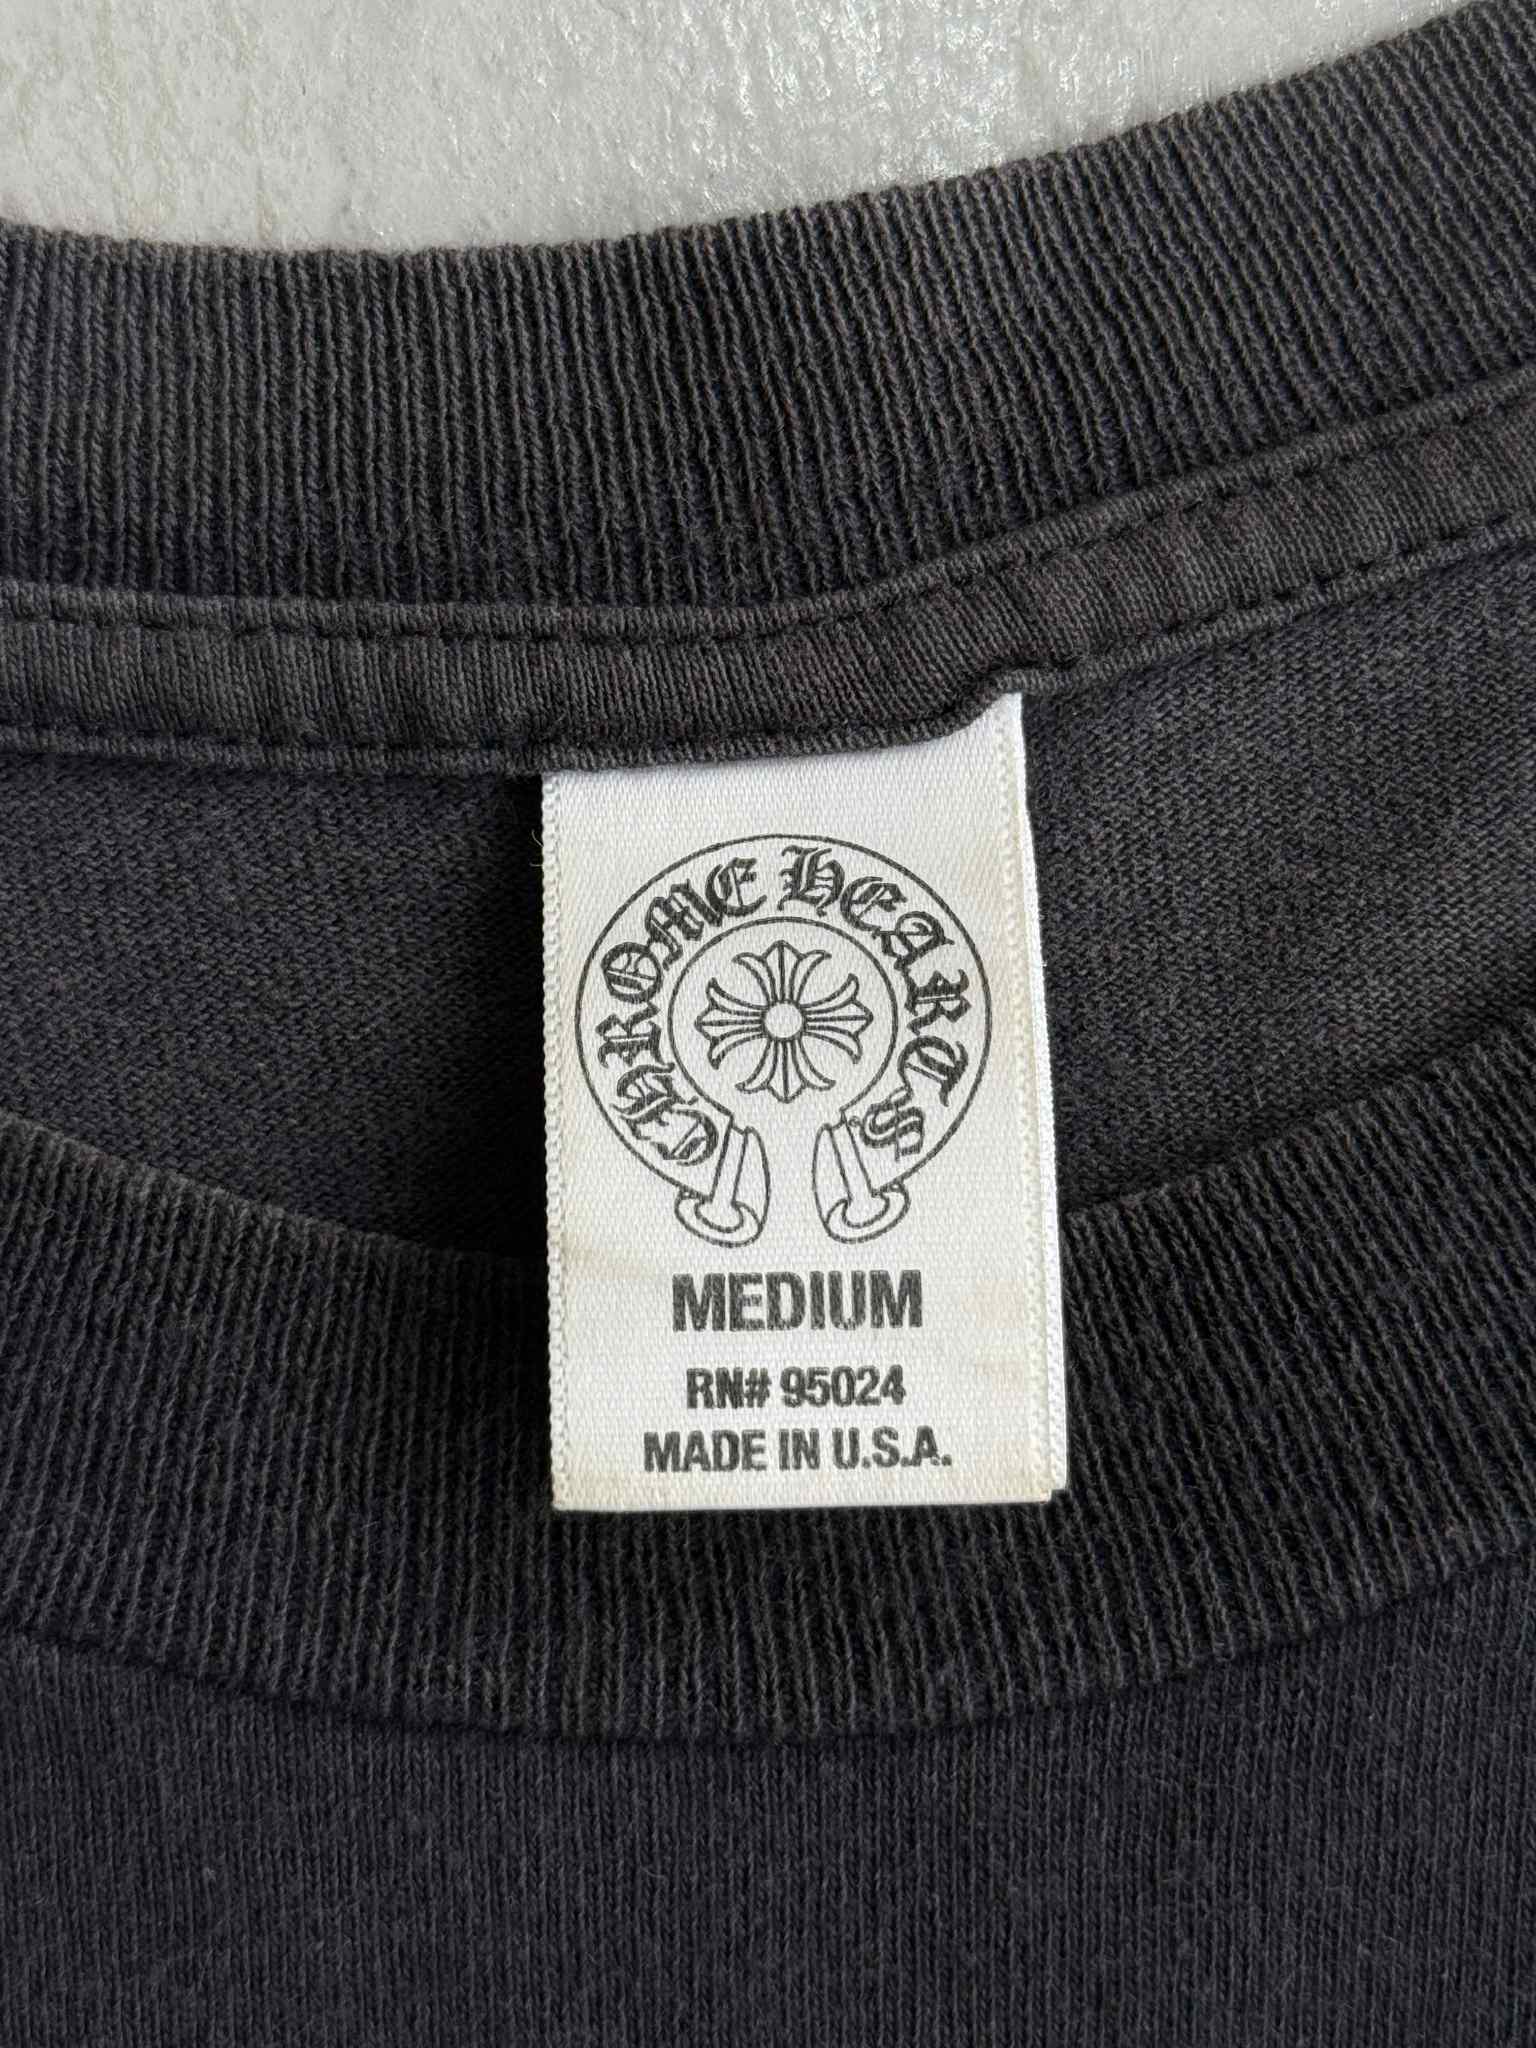 CHROME HEARTS
MEDIUM
RN# 95024
MADE IN U.S.A.